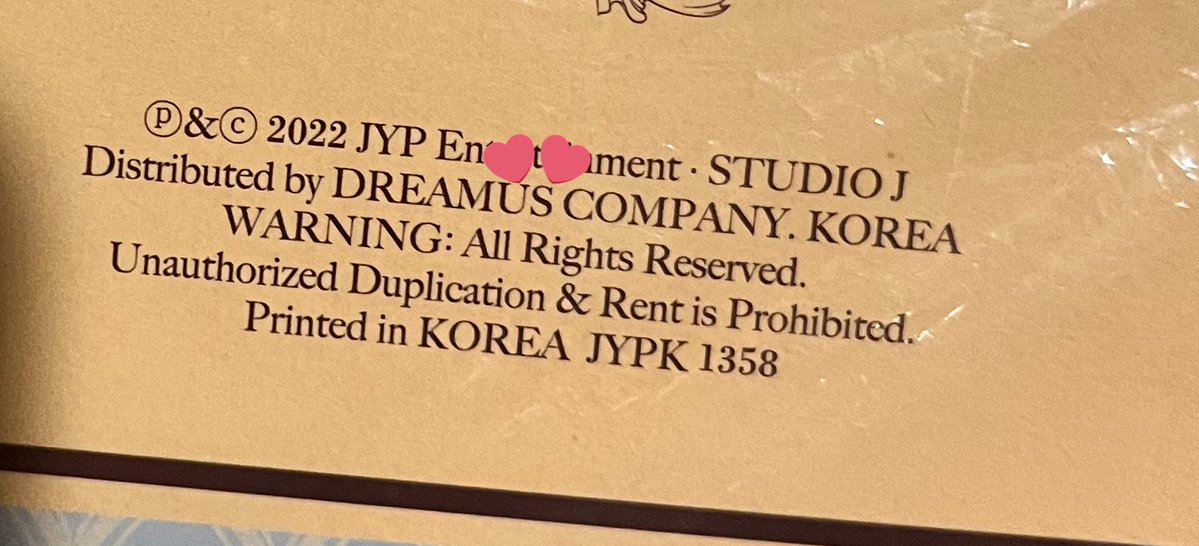 Ⓟ&Ⓒ 2022 JYP · STUDIO J
Distributed by DREAMUS COMPANY. KOREA
WARNING: All Rights Reserved.
Unauthorized Duplication & Rent is Prohibited.
Printed in KOREA JYPK 1358